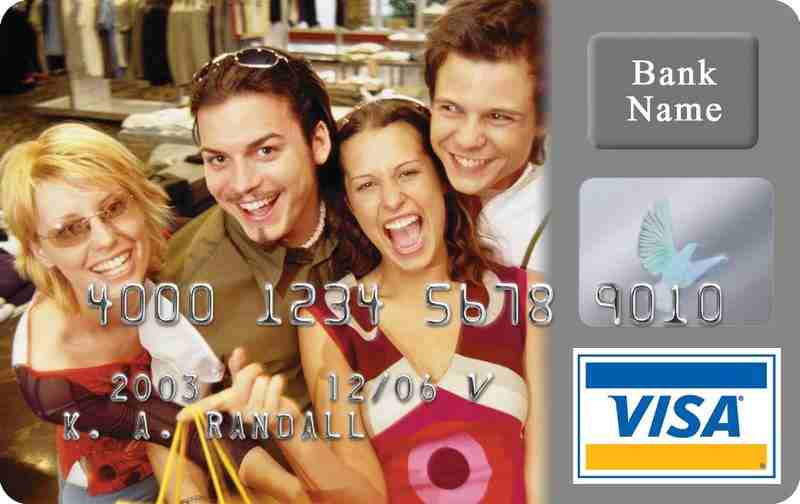 Bank
Name
4000 1234 5678 9010
2003 12/06 V
K. A. RANDALL
VISA